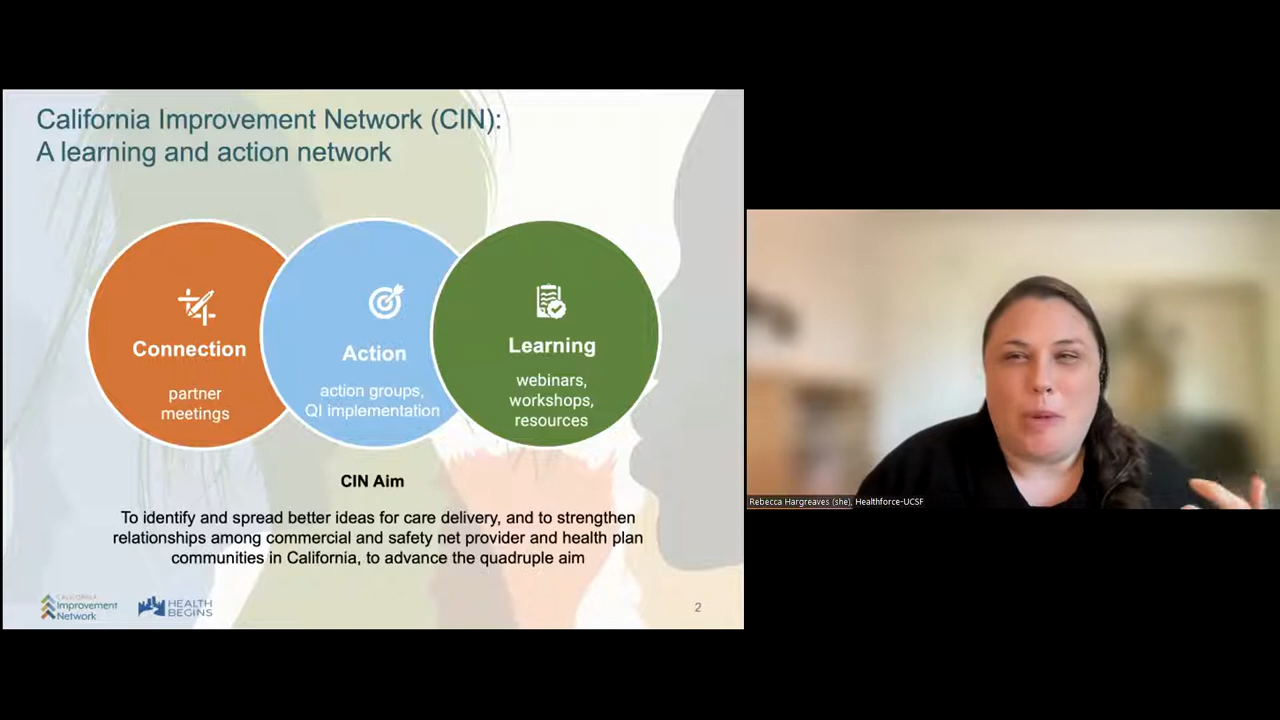 California Improvement Network (CIN):
A learning and action network
Connection
partner
meetings
Action
action groups,
QI implementation
Learning
webinars,
workshops,
resources
CIN Aim
To identify and spread better ideas for care delivery, and to strengthen
relationships among commercial and safety net provider and health plan
communities in California, to advance the quadruple aim
CALIFORNIA
Improvement
Network
HEALTH
BEGINS
2
Rebecca Hargreaves (she), Healthforce-UCSF